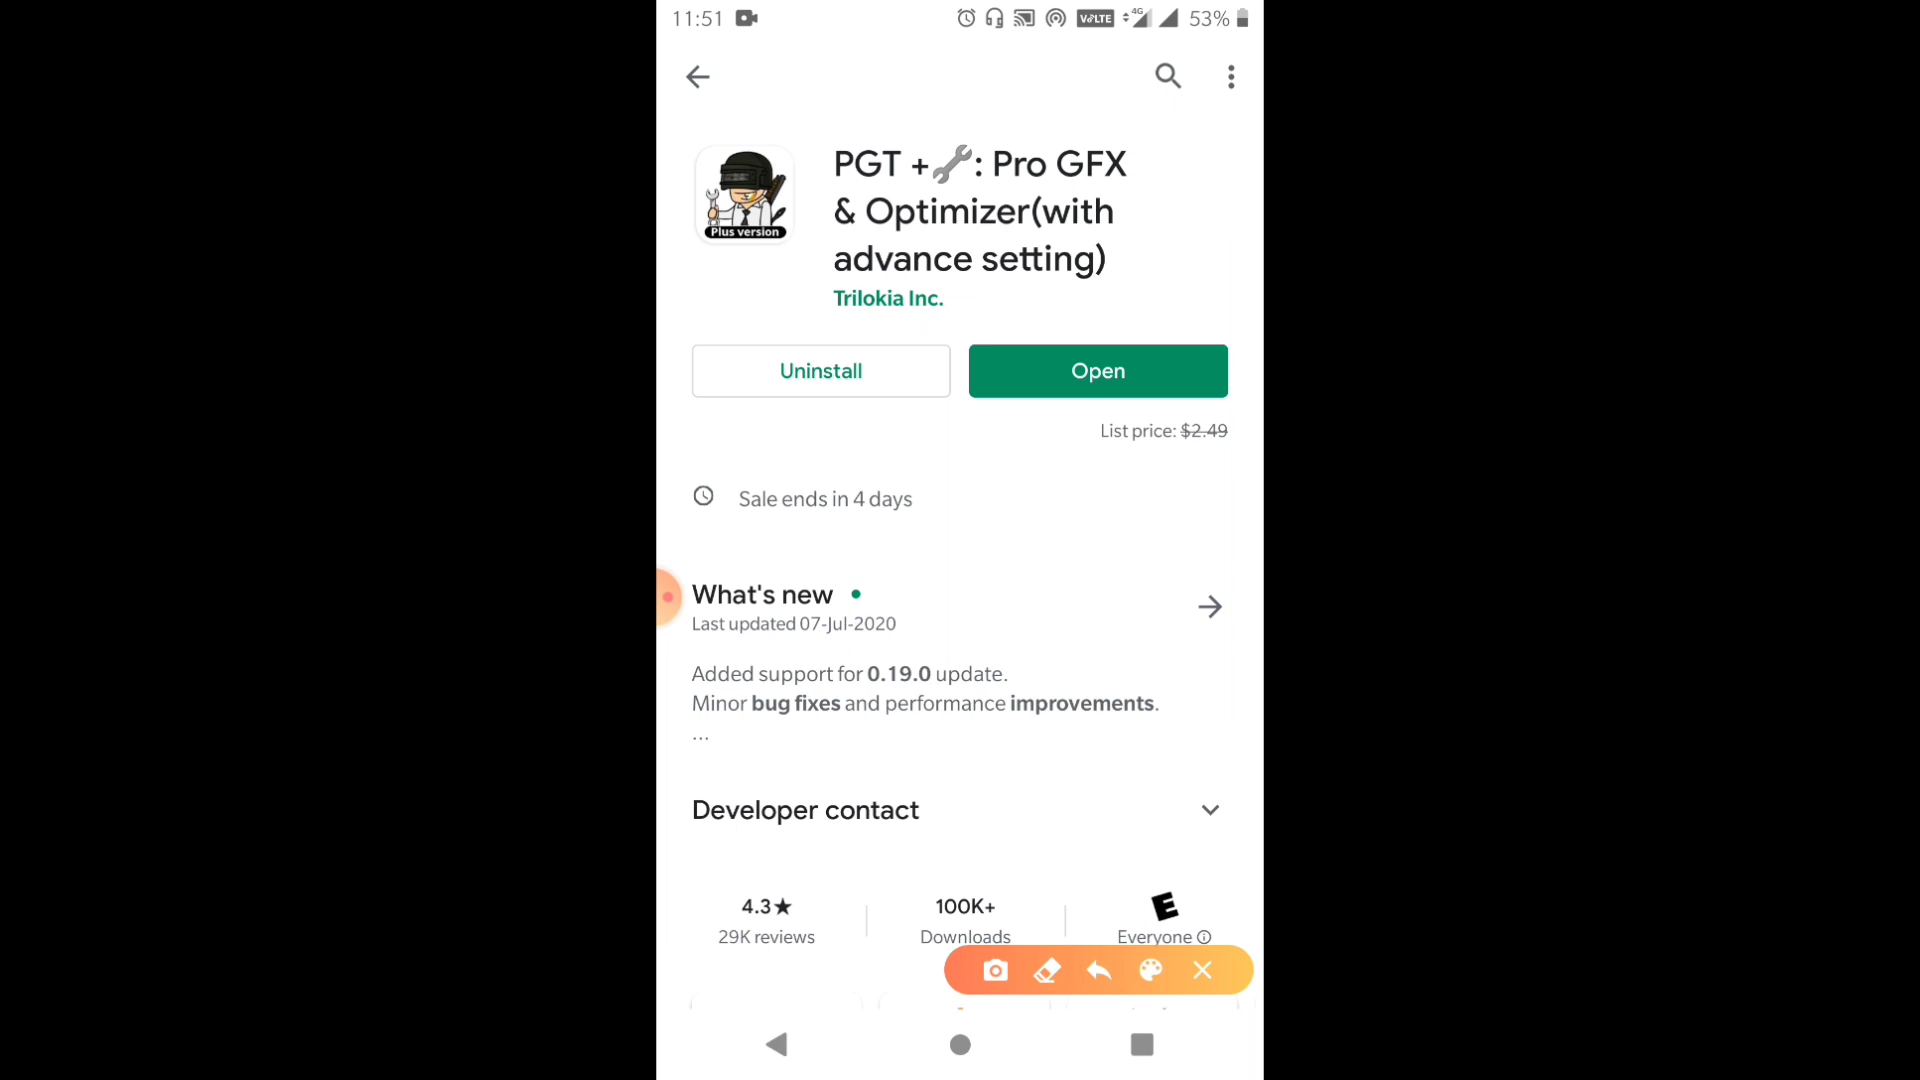 11:51 VoLTE 4G 53%
PGT +🔧: Pro GFX
& Optimizer(with
advance setting)
Plus version
Trilokia Inc.
Uninstall
Open
List price: $2.49
Sale ends in 4 days
What's new
Last updated 07-Jul-2020
Added support for 0.19.0 update.
Minor bug fixes and performance improvements.
...
Developer contact
4.3★ 100K+ E
29K reviews Downloads Everyone